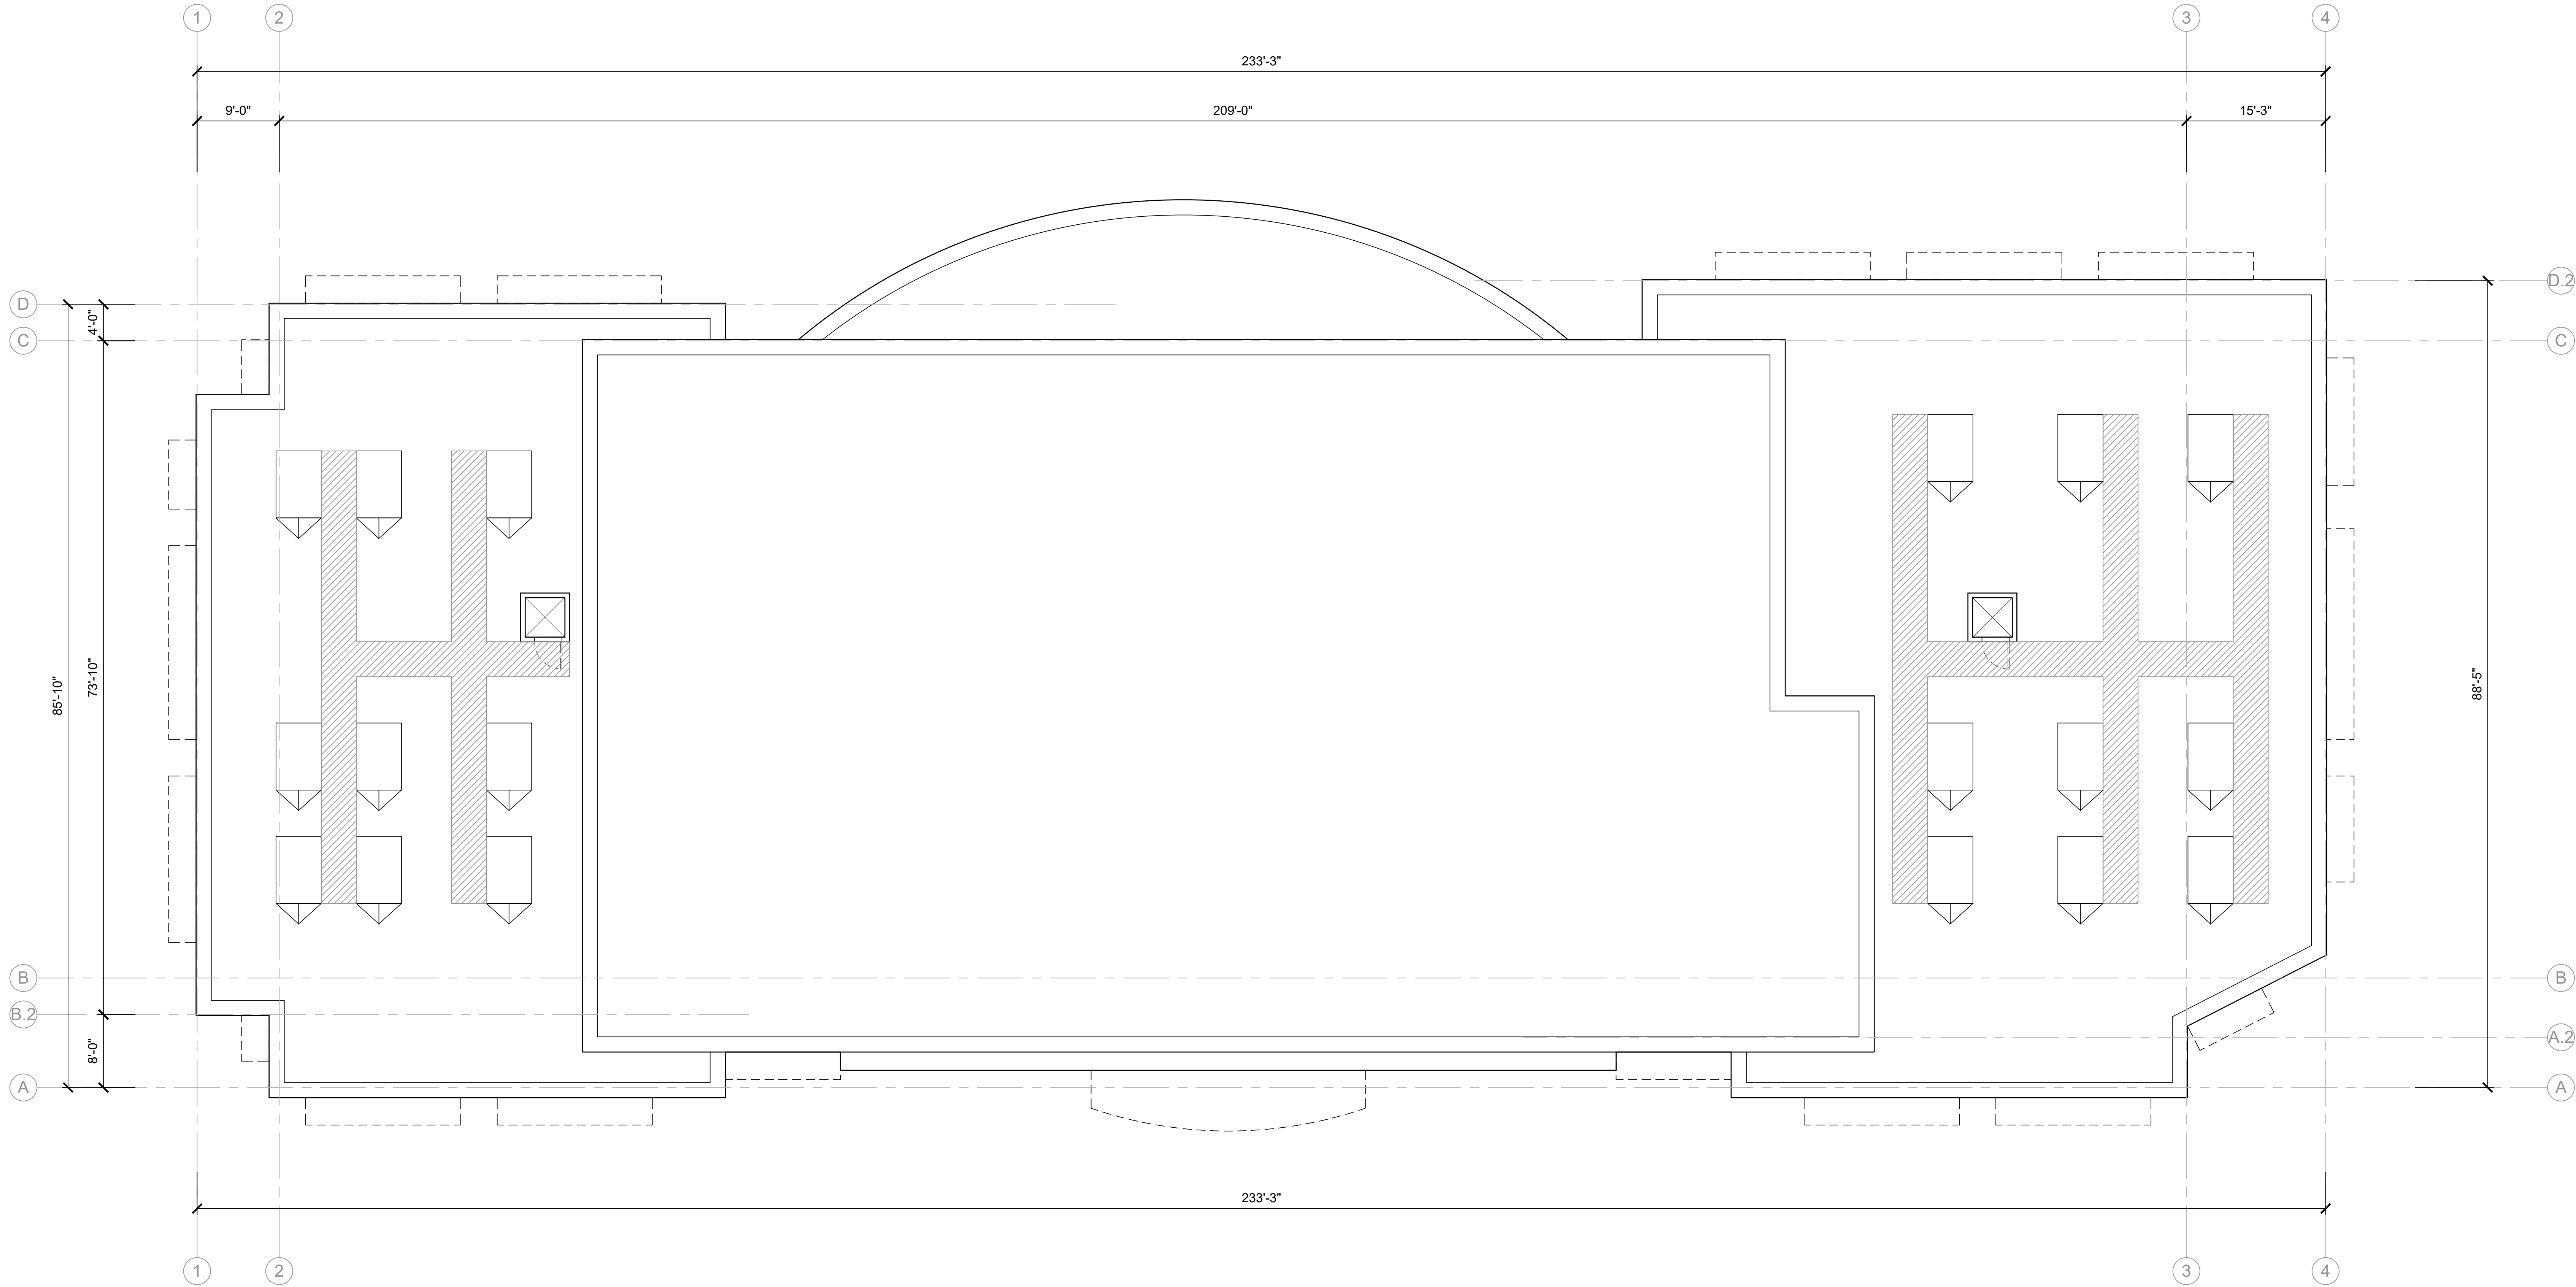 1 2 3 4
233'-3"
9'-0" 209'-0" 15'-3"
D.2
D
4'-0"
C C
85'-10" 73'-10" 88'-5"
B B
B.2
8'-0"
A.2
A A
233'-3"
1 2 3 4